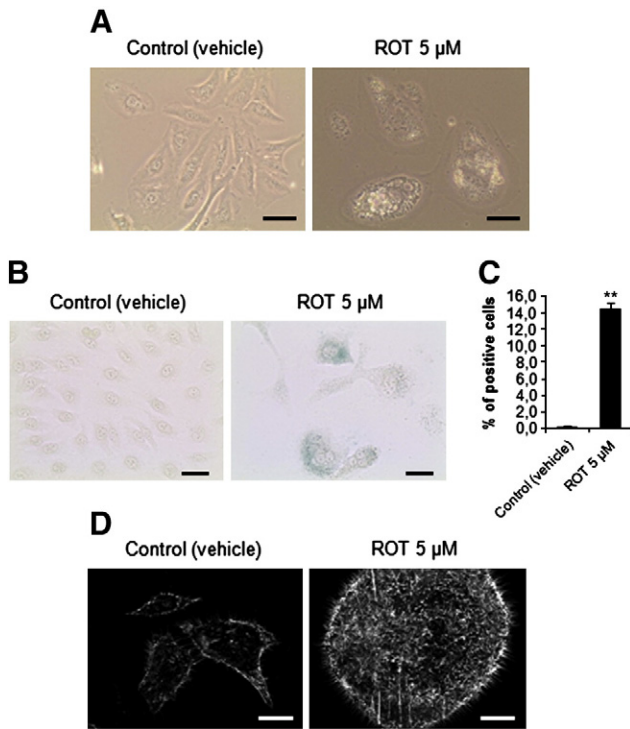 A
Control (vehicle)
ROT 5 µM
B
Control (vehicle)
ROT 5 µM
C
% of positive cells
16,0
14,0
12,0
10,0
8,0
6,0
4,0
2,0
0,0
**
Control (vehicle)
ROT 5 µM
D
Control (vehicle)
ROT 5 µM